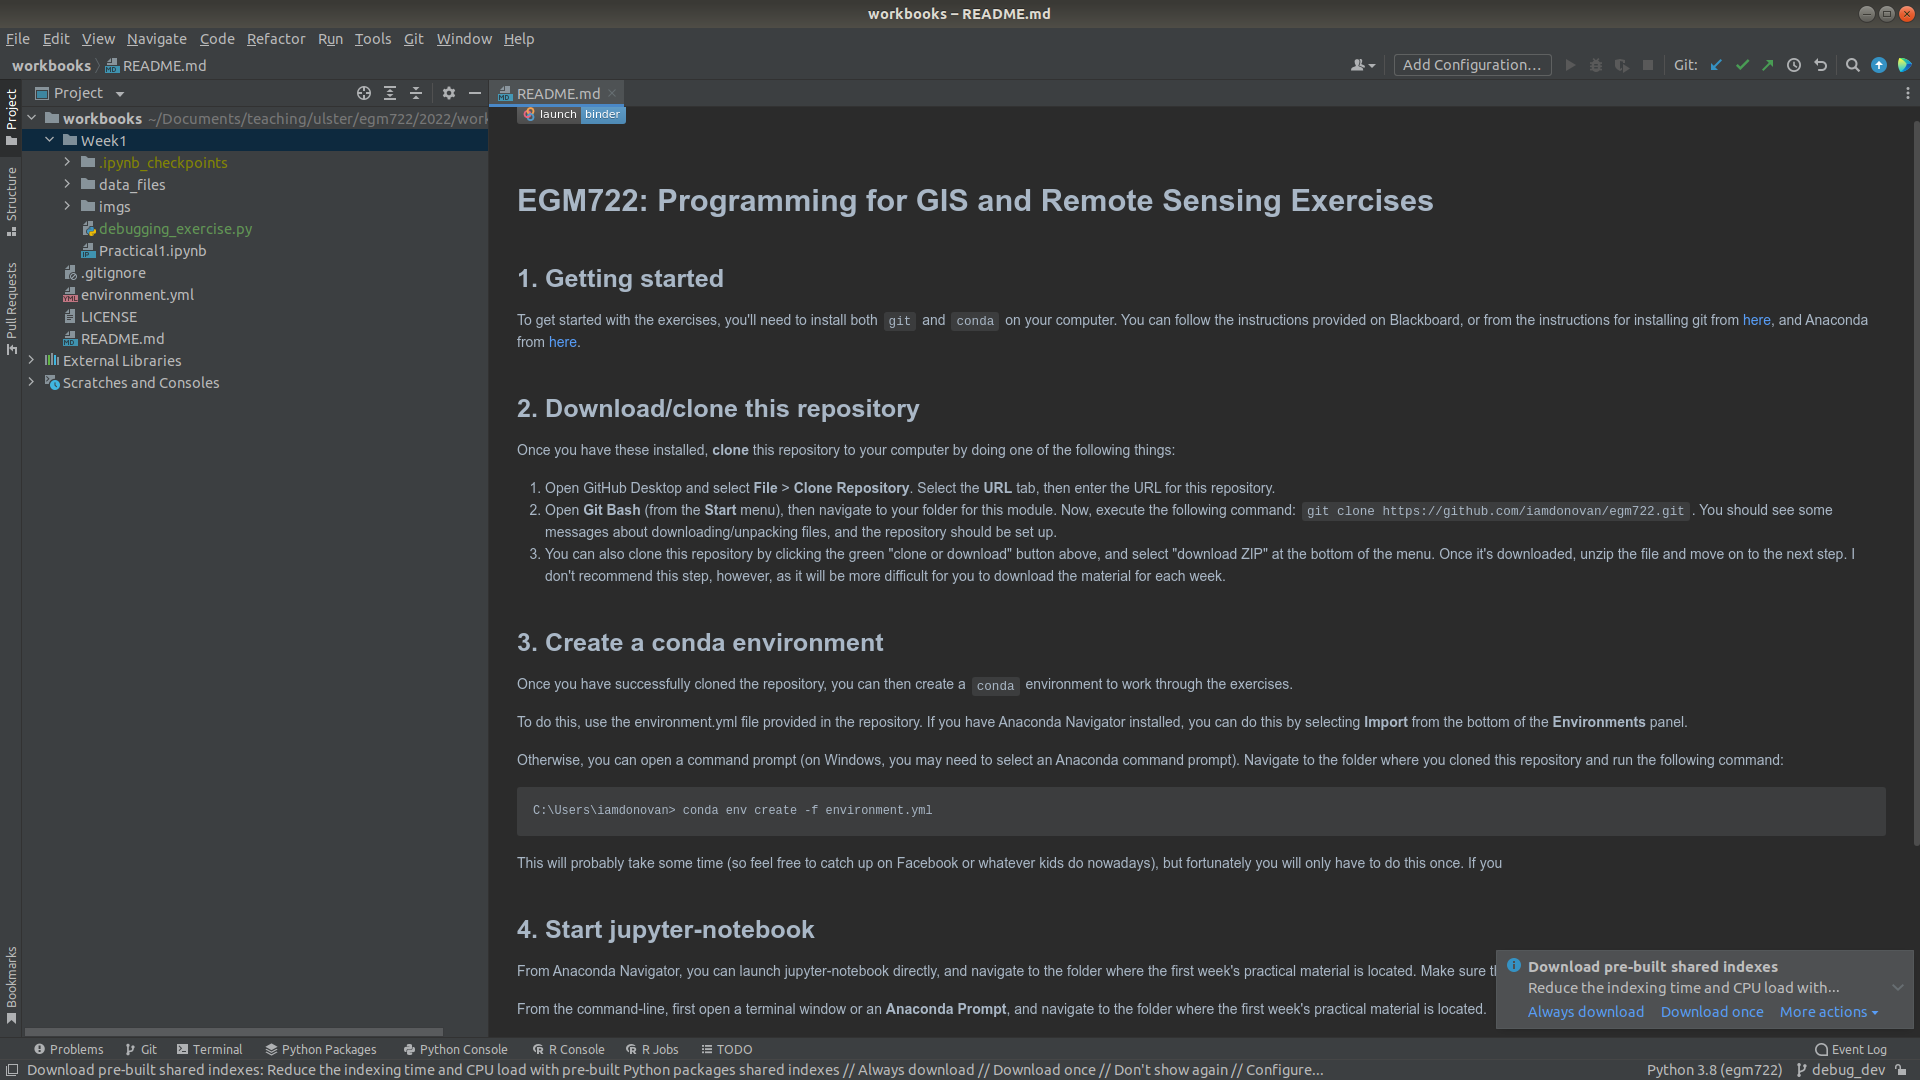 workbooks – README.md
File Edit View Navigate Code Refactor Run Tools Git Window Help
workbooks README.md Add Configuration... Git:
Project
README.md
Project
Structure
Pull Requests
Bookmarks
workbooks ~/Documents/teaching/ulster/egm722/2022/work
Week1
.ipynb_checkpoints
data_files
imgs
debugging_exercise.py
Practical1.ipynb
.gitignore
environment.yml
LICENSE
README.md
External Libraries
Scratches and Consoles
launch binder
EGM722: Programming for GIS and Remote Sensing Exercises
1. Getting started
To get started with the exercises, you'll need to install both git and conda on your computer. You can follow the instructions provided on Blackboard, or from the instructions for installing git from here, and Anaconda
from here.
2. Download/clone this repository
Once you have these installed, clone this repository to your computer by doing one of the following things:
1. Open GitHub Desktop and select File > Clone Repository. Select the URL tab, then enter the URL for this repository.
2. Open Git Bash (from the Start menu), then navigate to your folder for this module. Now, execute the following command: git clone https://github.com/iamdonovan/egm722.git . You should see some
messages about downloading/unpacking files, and the repository should be set up.
3. You can also clone this repository by clicking the green "clone or download" button above, and select "download ZIP" at the bottom of the menu. Once it's downloaded, unzip the file and move on to the next step. I
don't recommend this step, however, as it will be more difficult for you to download the material for each week.
3. Create a conda environment
Once you have successfully cloned the repository, you can then create a conda environment to work through the exercises.
To do this, use the environment.yml file provided in the repository. If you have Anaconda Navigator installed, you can do this by selecting Import from the bottom of the Environments panel.
Otherwise, you can open a command prompt (on Windows, you may need to select an Anaconda command prompt). Navigate to the folder where you cloned this repository and run the following command:
C:\Users\iamdonovan> conda env create -f environment.yml
This will probably take some time (so feel free to catch up on Facebook or whatever kids do nowadays), but fortunately you will only have to do this once. If you
4. Start jupyter-notebook
From Anaconda Navigator, you can launch jupyter-notebook directly, and navigate to the folder where the first week's practical material is located. Make sure th
From the command-line, first open a terminal window or an Anaconda Prompt, and navigate to the folder where the first week's practical material is located.
Download pre-built shared indexes
Reduce the indexing time and CPU load with...
Always download Download once More actions
Problems Git Terminal Python Packages Python Console R Console R Jobs TODO Event Log
Download pre-built shared indexes: Reduce the indexing time and CPU load with pre-built Python packages shared indexes // Always download // Download once // Don't show again // Configure... Python 3.8 (egm722) debug_dev